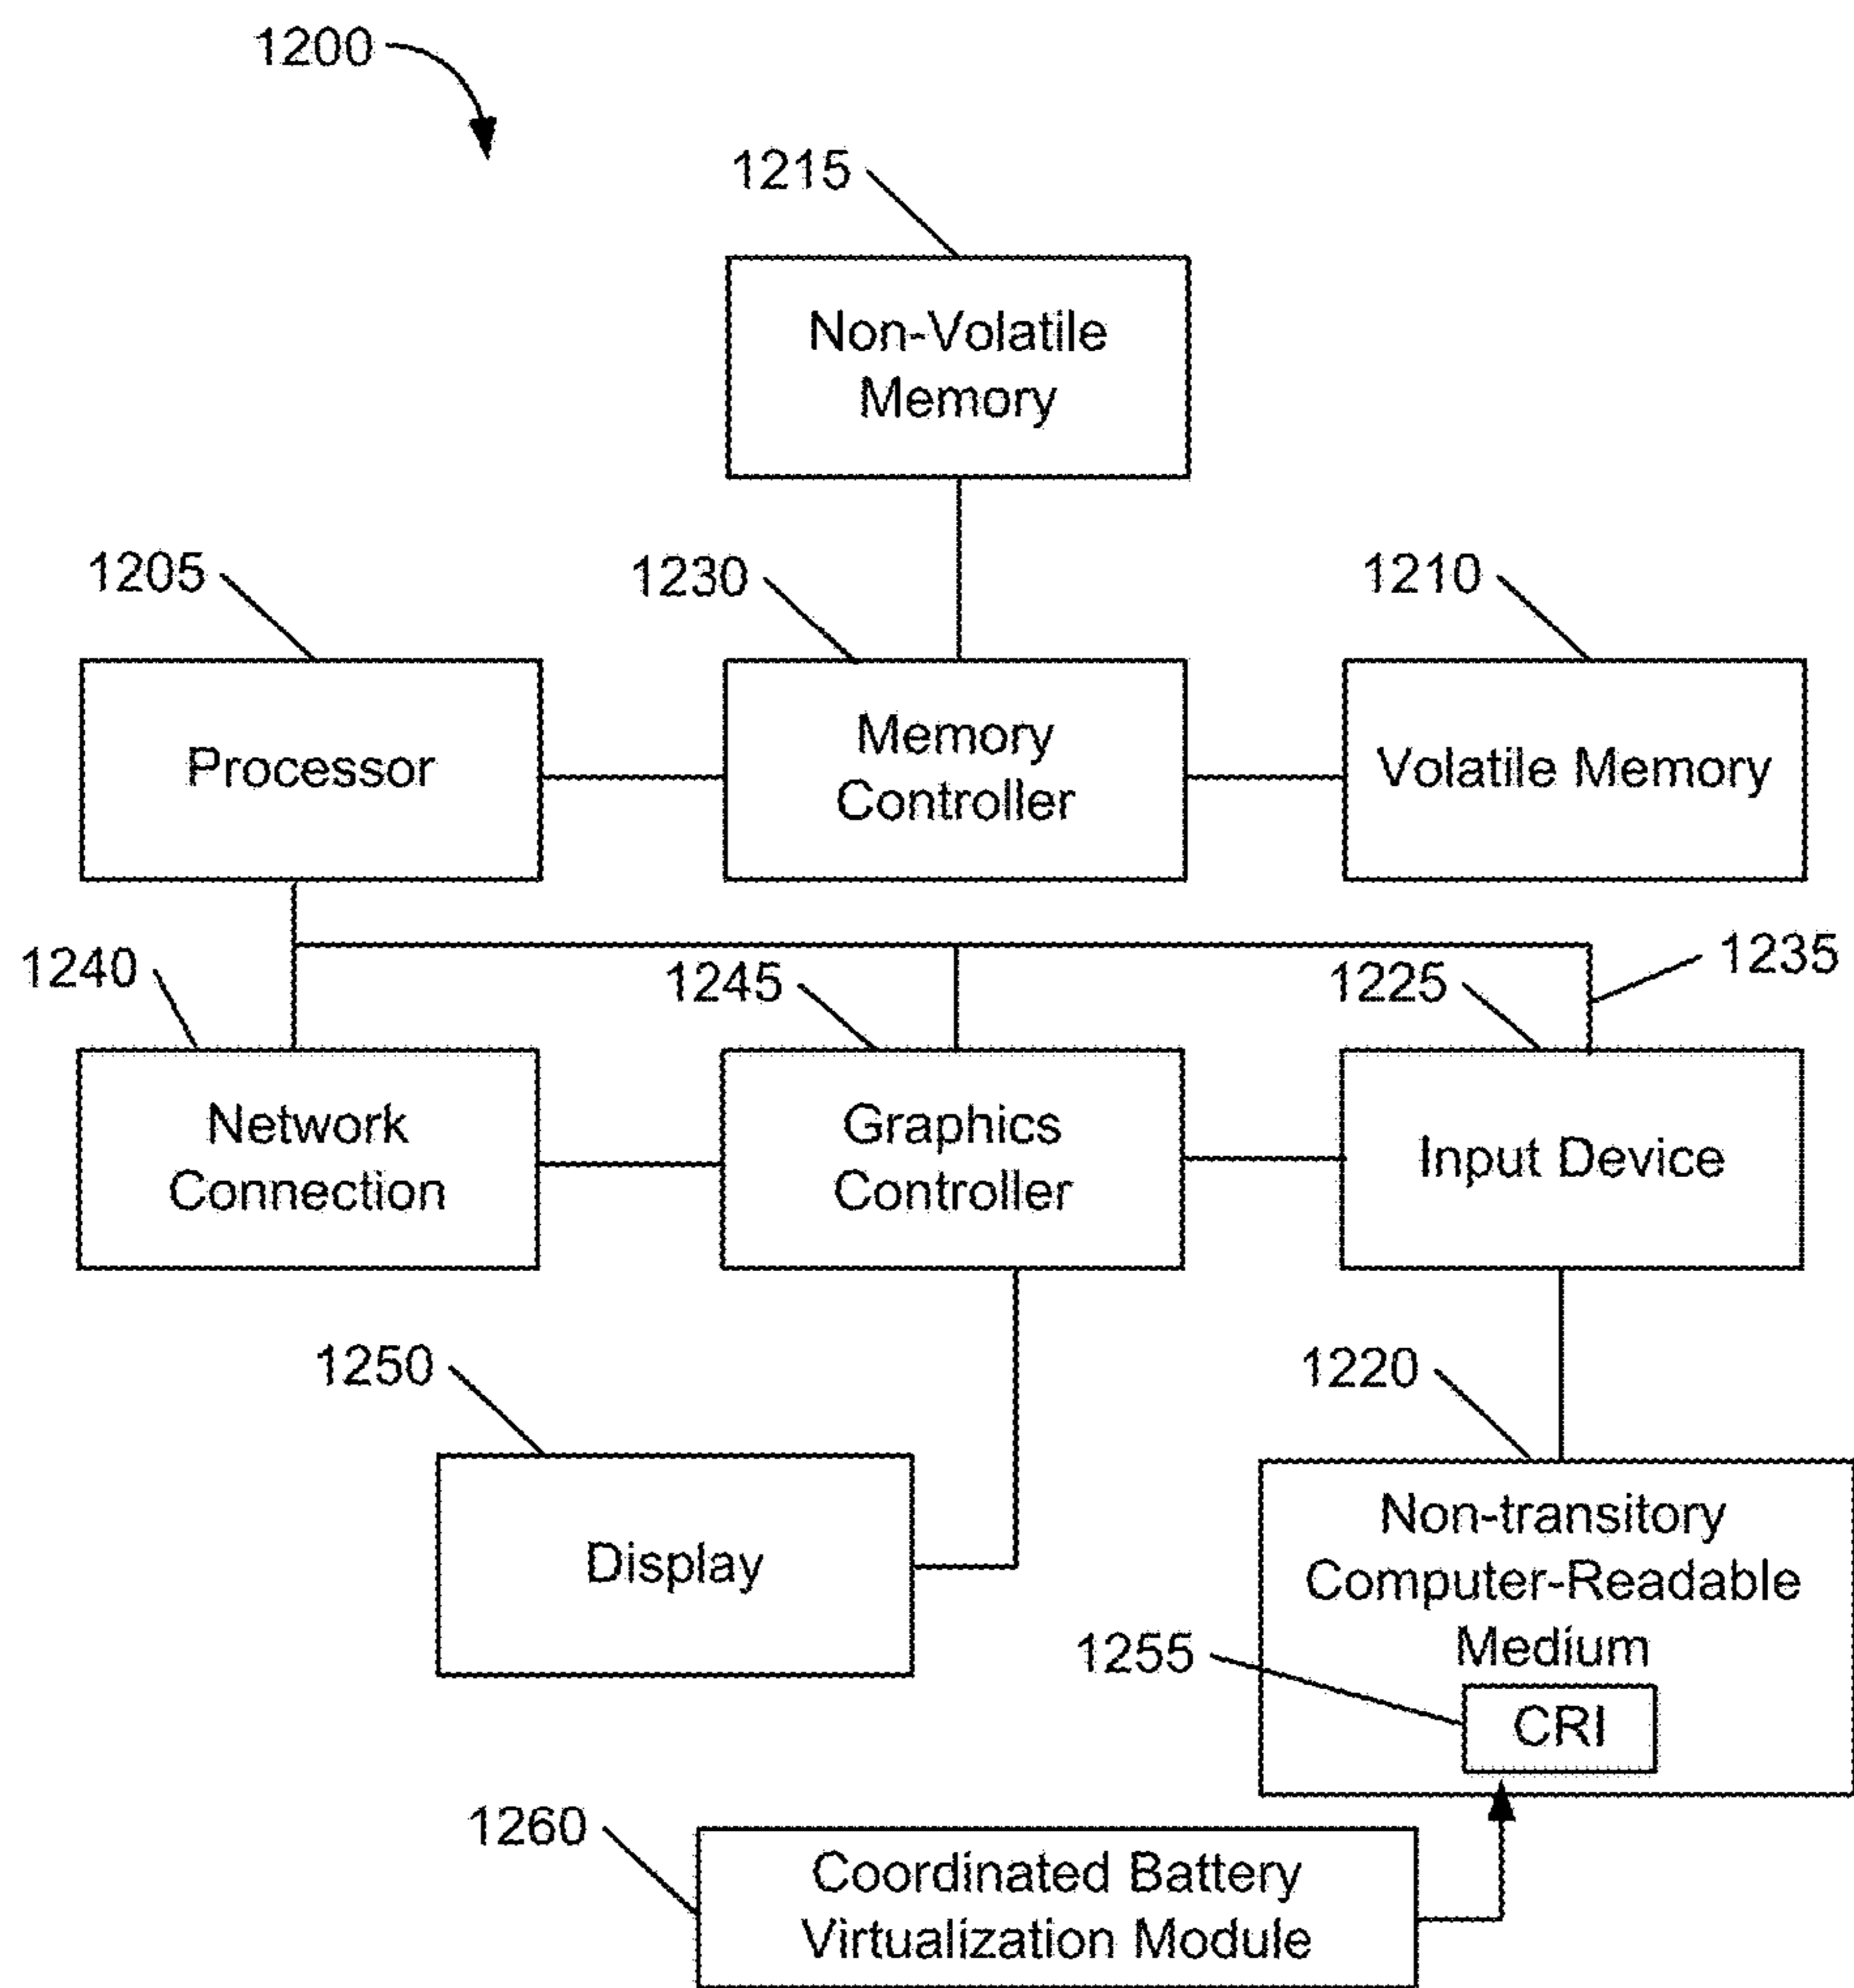 1200
1215
Non-Volatile
Memory
1205
1230
1210
Processor
Memory
Controller
Volatile Memory
1240
1245
1225
1235
Network
Connection
Graphics
Controller
Input Device
1250
1220
Display
Non-transitory
Computer-Readable
Medium
1255
CRI
1260
Coordinated Battery
Virtualization Module